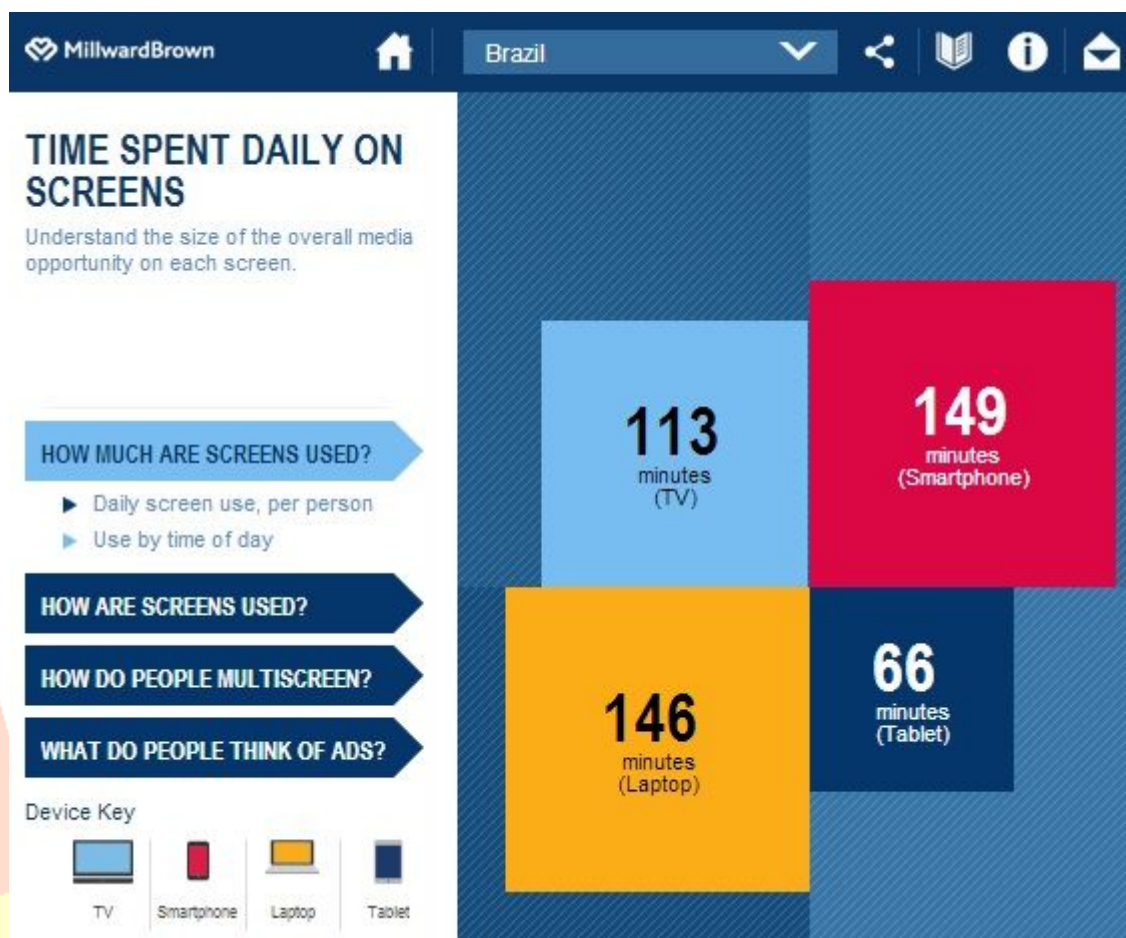 MillwardBrown
Brazil
TIME SPENT DAILY ON
SCREENS
Understand the size of the overall media
opportunity on each screen.
HOW MUCH ARE SCREENS USED?
Daily screen use, per person
Use by time of day
HOW ARE SCREENS USED?
HOW DO PEOPLE MULTISCREEN?
WHAT DO PEOPLE THINK OF ADS?
Device Key
TV
Smartphone
Laptop
Tablet
113
minutes
(TV)
149
minutes
(Smartphone)
146
minutes
(Laptop)
66
minutes
(Tablet)